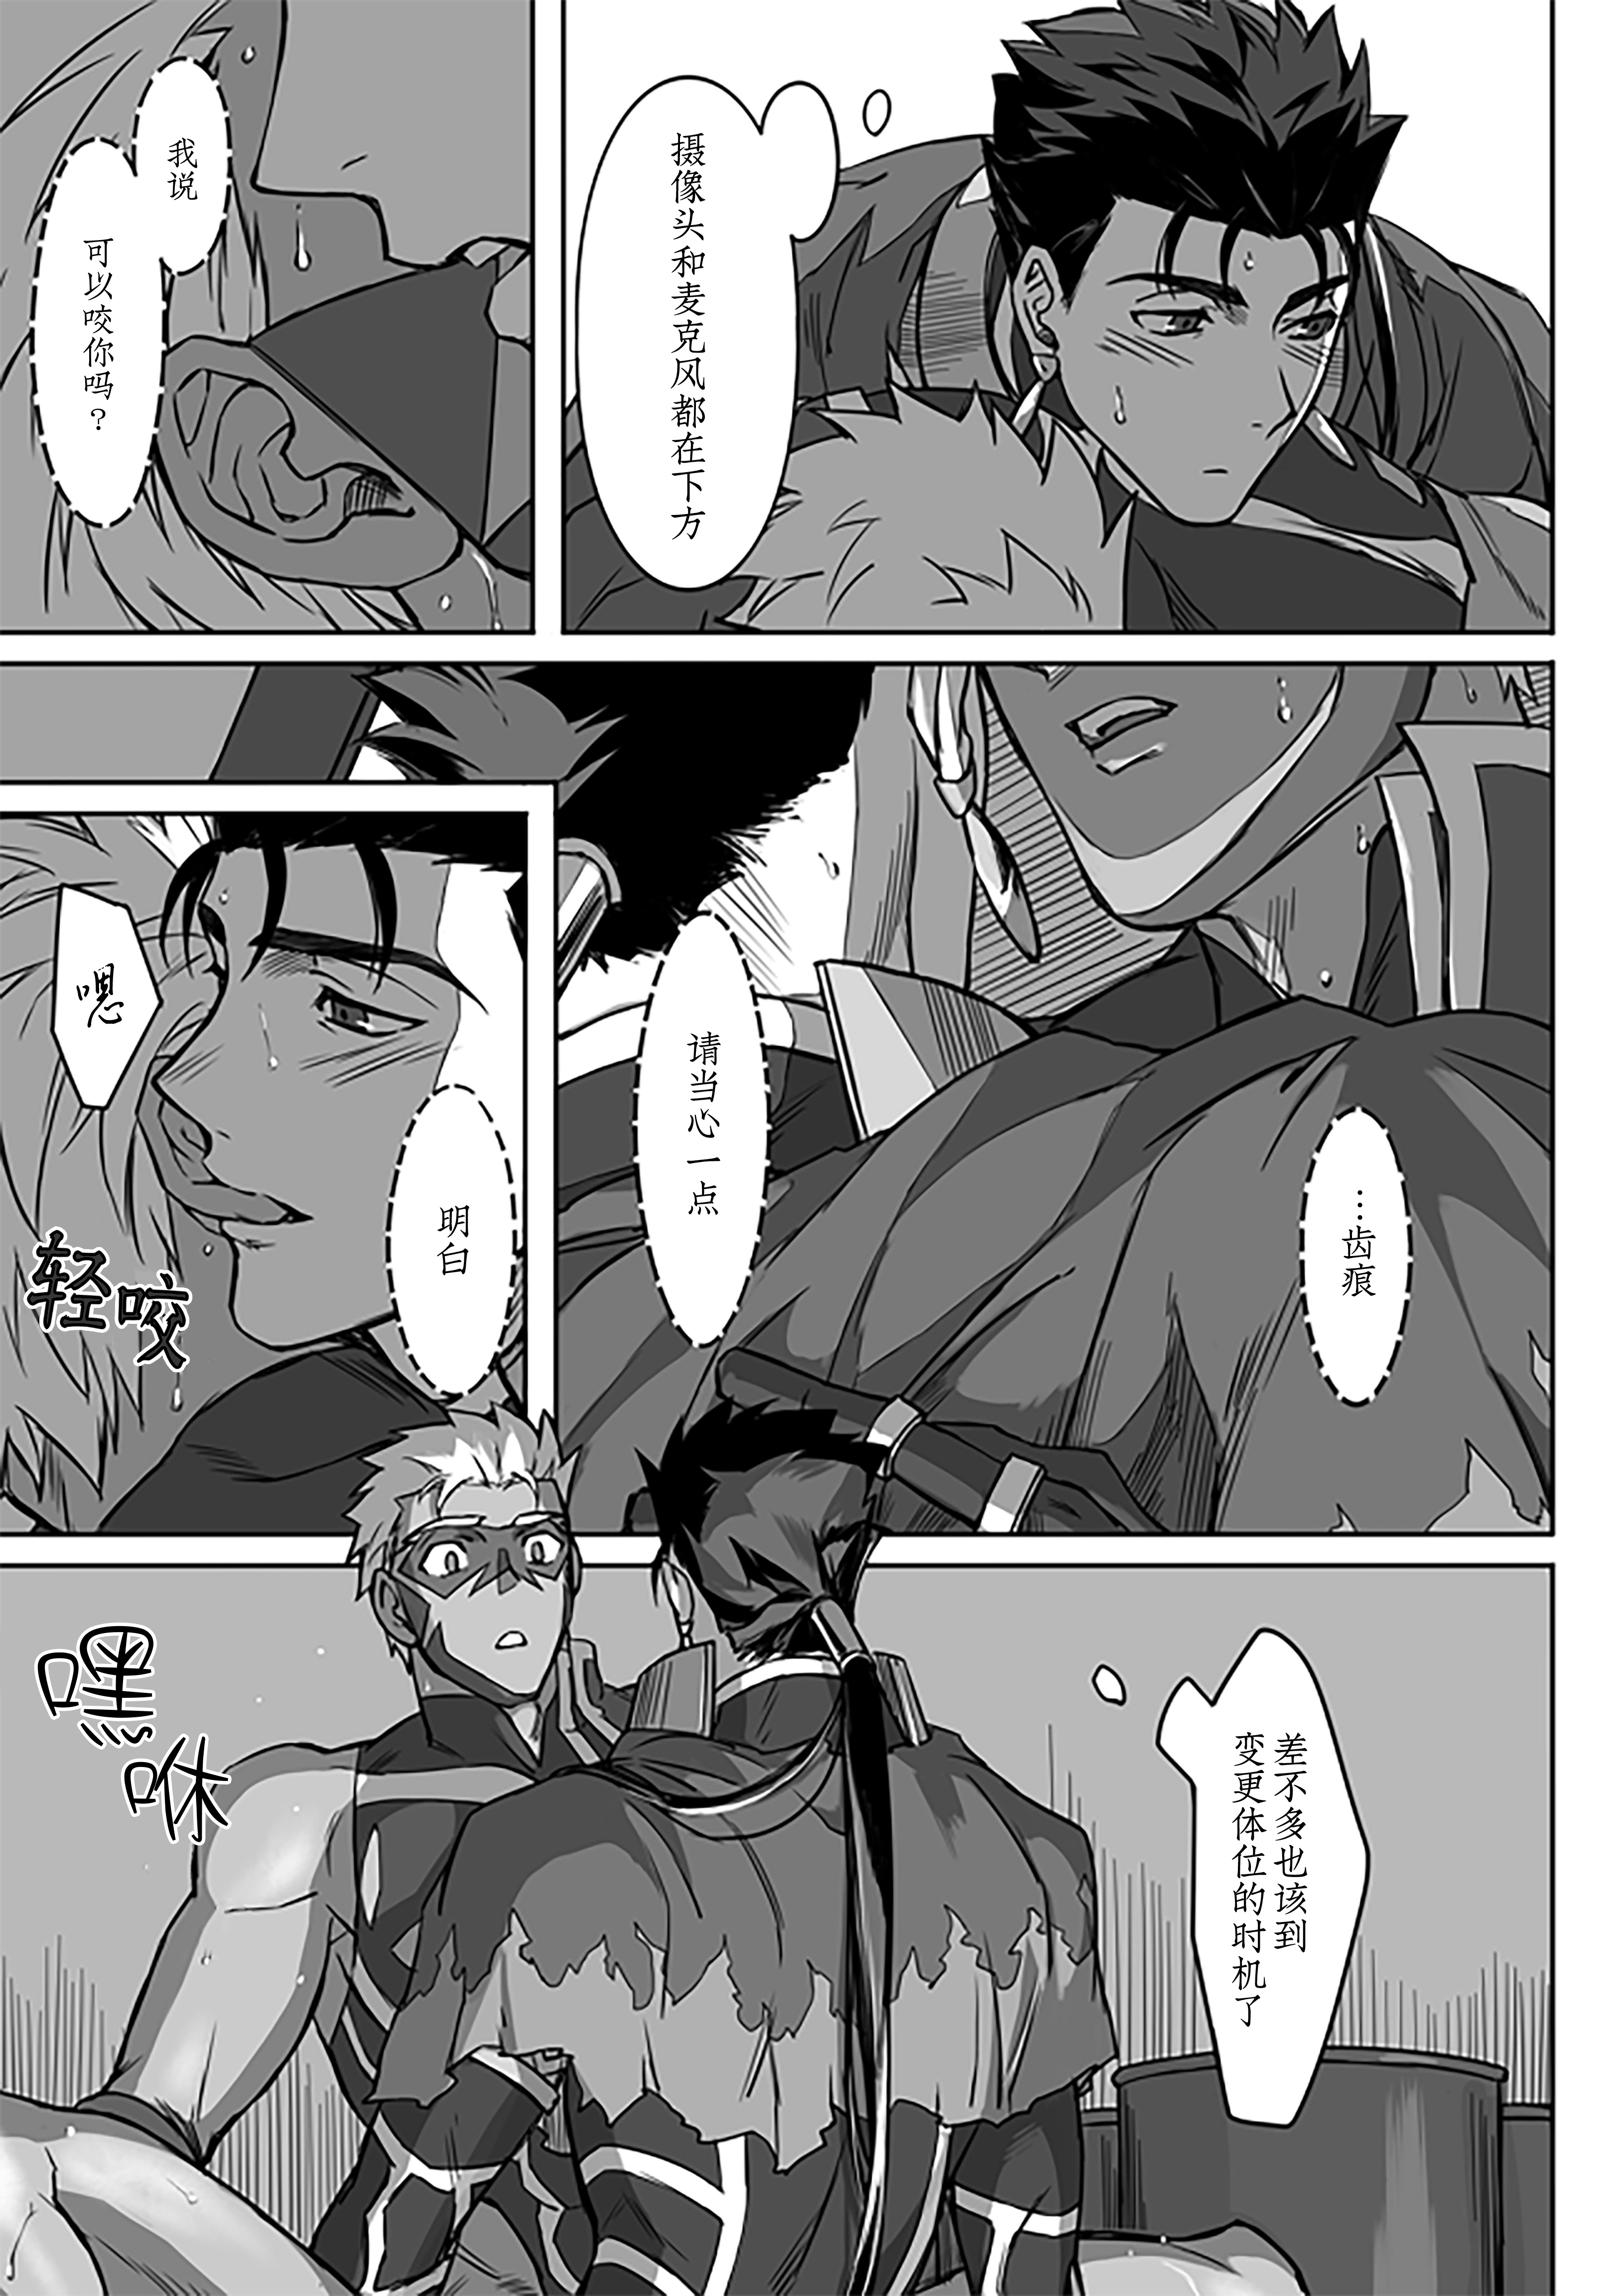 摄像头和麦克风都在下方
我说
可以咬你吗？
…齿痕
请当心一点
明白
嗯
轻咬
差不多也该到
变更体位的时机了
嘿咻